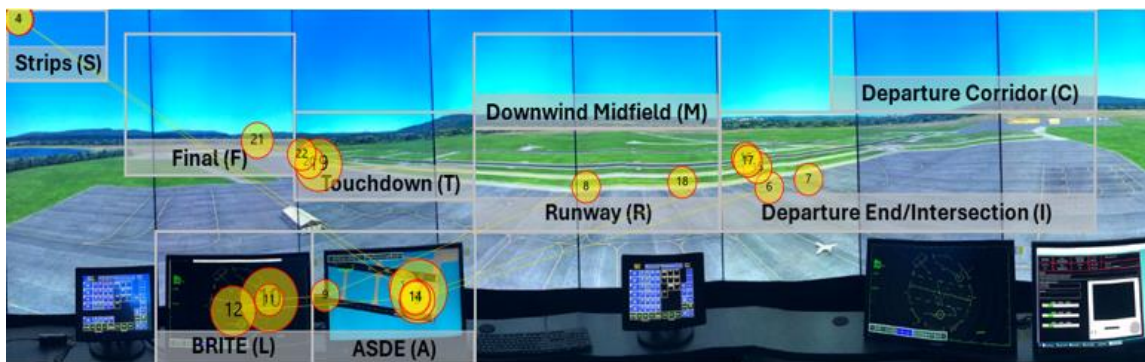 4
Strips (S)
Downwind Midfield (M)
Departure Corridor (C)
21
Final (F)
22
19
Touchdown (T)
8
18
17
6
7
Runway (R)
Departure End/Intersection (I)
12
11
9
14
BRITE (L)
ASDE (A)